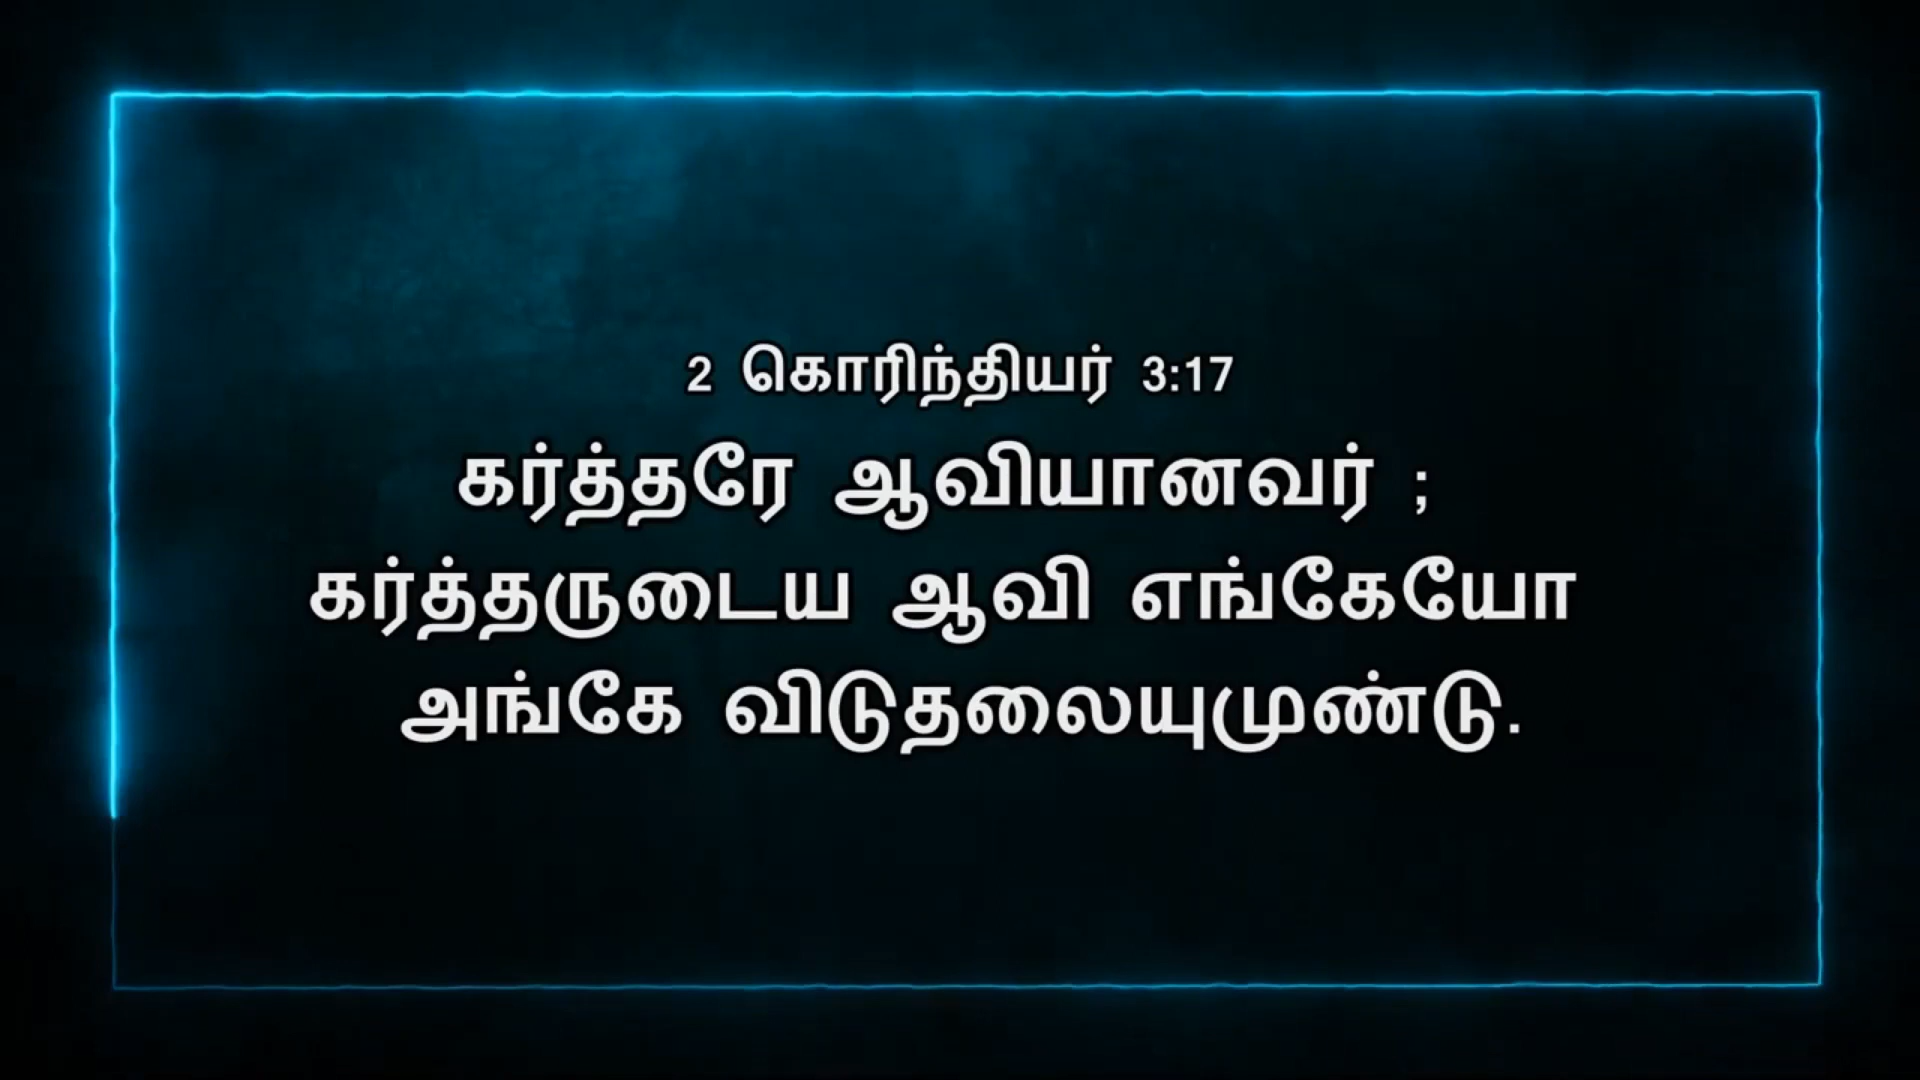 2 கொரிந்தியர் 3:17
கர்த்தரே ஆவியானவர் ;
கர்த்தருடைய ஆவி எங்கேயோ
அங்கே விடுதலையுமுண்டு.